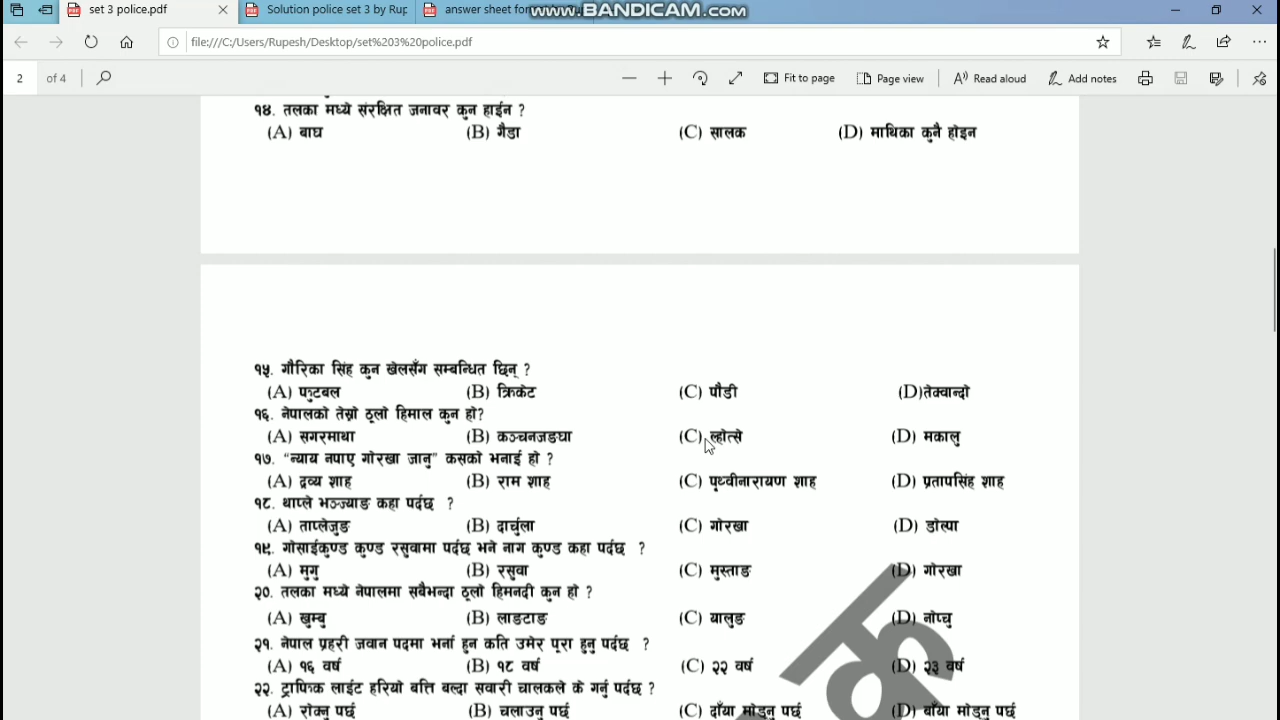 set 3 police.pdf
Solution police set 3 by Rup
answer sheet for
www.BANDICAM.com
file:///C:/Users/Rupesh/Desktop/set%203%20police.pdf
2 of 4 Fit to page Page view Read aloud Add notes
१४. तलका मध्ये संरक्षित जनावर कुन हाईन ?
(A) बाघ (B) गैडा (C) सालक (D) माथिका कुनै होइन
१५. गौरिका सिंह कुन खेलसँग सम्बन्धित छिन् ?
(A) फुटबल (B) क्रिकेट (C) पौडी (D)तेक्वान्दो
१६. नेपालको तेस्रो ठूलो हिमाल कुन हो?
(A) सगरमाथा (B) कञ्चनजङघा (C) ल्होत्से (D) मकालु
१७. “न्याय नपाए गोरखा जानु” कसको भनाई हो ?
(A) द्रव्य शाह (B) राम शाह (C) पृथ्वीनारायण शाह (D) प्रतापसिंह शाह
१८. थाप्ले भञ्ज्याङ कहा पर्दछ ?
(A) ताप्लेजुङ (B) दार्चुला (C) गोरखा (D) डोल्पा
१९. गोसाईकुण्ड कुण्ड रसुवामा पर्दछ भने नाग कुण्ड कहा पर्दछ ?
(A) मुगु (B) रसुवा (C) मुस्ताङ (D) गोरखा
२०. तलका मध्ये नेपालमा सबैभन्दा ठूलो हिमनदी कुन हो ?
(A) खुम्बु (B) लाङटाङ (C) यालुङ (D) नोप्चु
२१. नेपाल प्रहरी जवान पदमा भर्ना हुन कति उमेर पूरा हुनु पर्दछ ?
(A) १६ वर्ष (B) १८ वर्ष (C) २२ वर्ष (D) २३ वर्ष
२२. ट्राफिक लाईट हरियो बत्ति बल्दा सवारी चालकले के गर्नु पर्दछ ?
(A) रोक्नु पर्छ (B) चलाउनु पर्छ (C) दाँया मोड्नु पर्छ (D) बाँया मोड्नु पर्छ